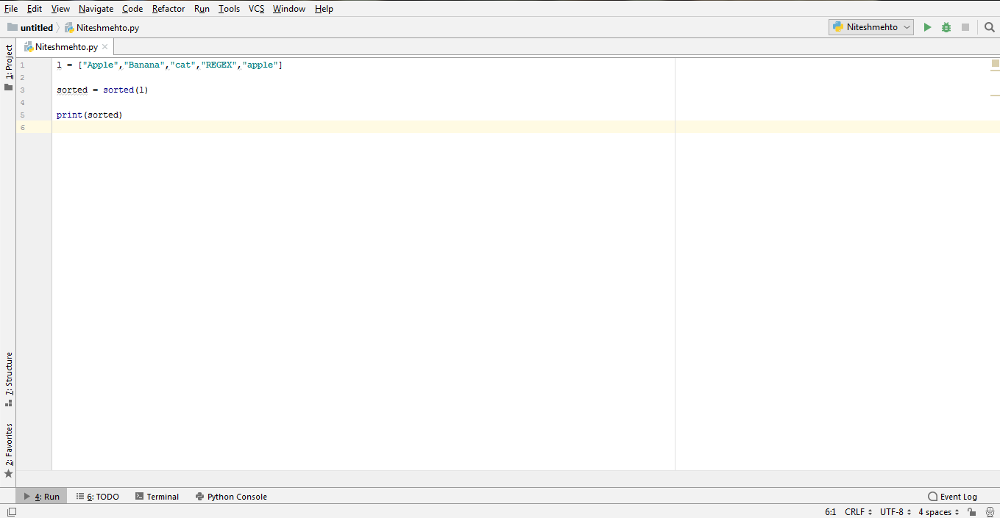 File Edit View Navigate Code Refactor Run Tools VCS Window Help
untitled Niteshmehto.py Niteshmehto
Niteshmehto.py
1: Project
1 l = ["Apple","Banana","cat","REGEX","apple"]
2
3 sorted = sorted(l)
4
5 print(sorted)
6
7: Structure
2: Favorites
4: Run 6: TODO Terminal Python Console Event Log
6:1 CRLF UTF-8 4 spaces